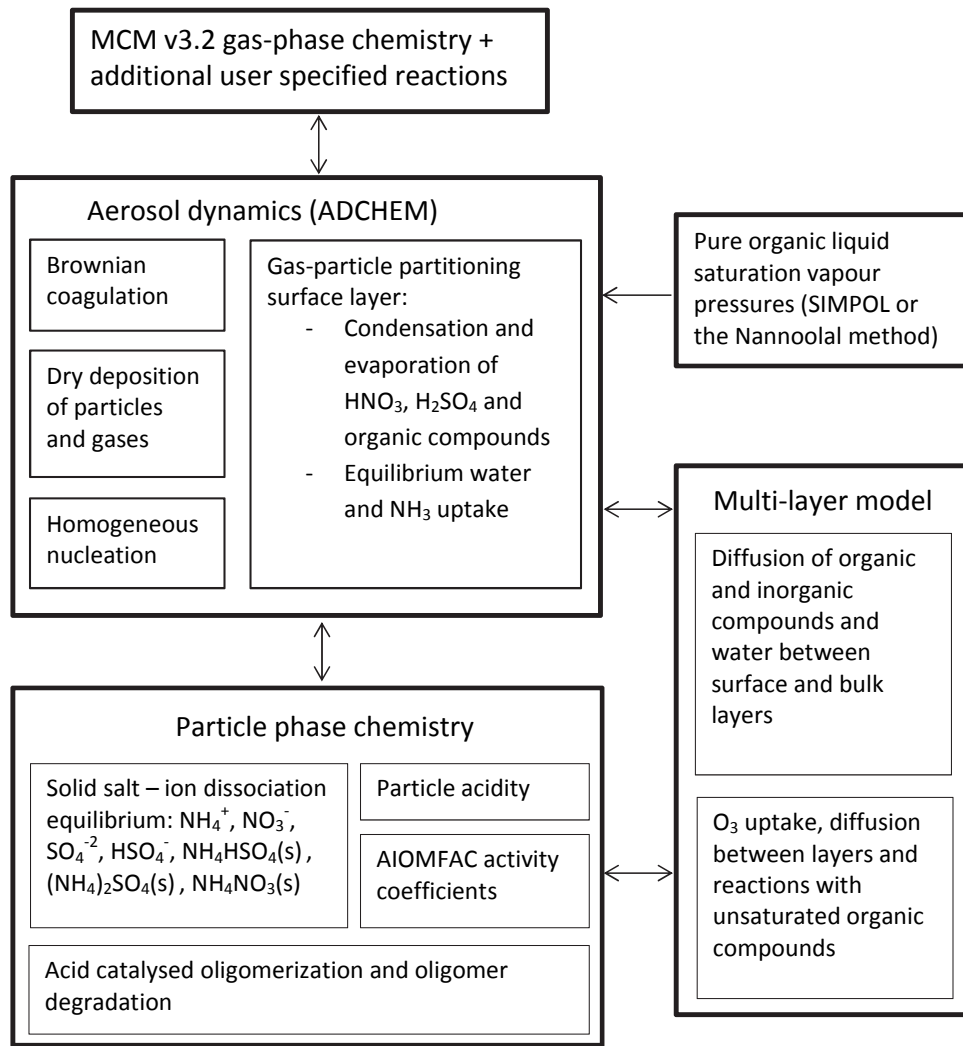 MCM v3.2 gas-phase chemistry +
additional user specified reactions
Aerosol dynamics (ADCHEM)
Brownian
coagulation
Dry deposition
of particles
and gases
Homogeneous
nucleation
Gas-particle partitioning
surface layer:
- Condensation and
evaporation of
HNO₃, H₂SO₄ and
organic compounds
- Equilibrium water
and NH₃ uptake
Pure organic liquid
saturation vapour
pressures (SIMPOL or
the Nannoolal method)
Multi-layer model
Diffusion of organic
and inorganic
compounds and
water between
surface and bulk
layers
O₃ uptake, diffusion
between layers and
reactions with
unsaturated organic
compounds
Particle phase chemistry
Solid salt – ion dissociation
equilibrium: NH₄⁺, NO₃⁻,
SO₄⁻², HSO₄⁻, NH₄HSO₄(s) ,
(NH₄)₂SO₄(s) , NH₄NO₃(s)
Particle acidity
AIOMFAC activity
coefficients
Acid catalysed oligomerization and oligomer
degradation